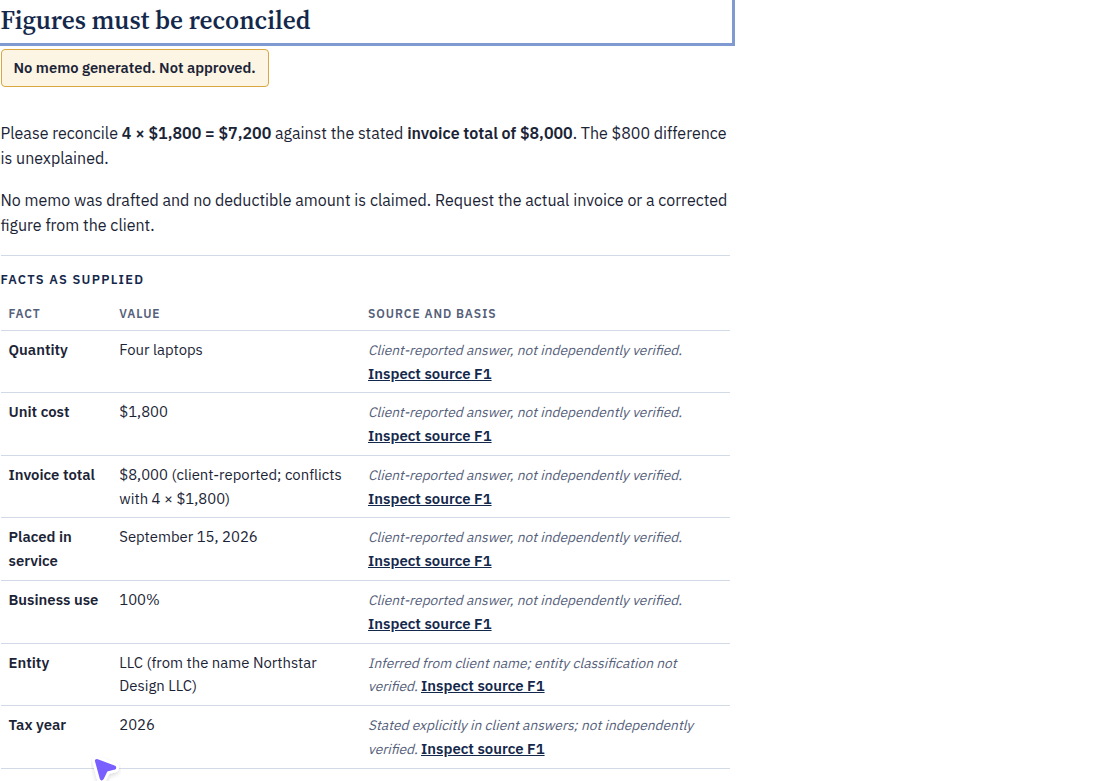 Figures must be reconciled
No memo generated. Not approved.
Please reconcile 4 × $1,800 = $7,200 against the stated invoice total of $8,000. The $800 difference
is unexplained.
No memo was drafted and no deductible amount is claimed. Request the actual invoice or a corrected
figure from the client.
FACTS AS SUPPLIED
FACT VALUE SOURCE AND BASIS
Quantity Four laptops Client-reported answer, not independently verified.
Inspect source F1
Unit cost $1,800 Client-reported answer, not independently verified.
Inspect source F1
Invoice total $8,000 (client-reported; conflicts Client-reported answer, not independently verified.
with 4 × $1,800) Inspect source F1
Placed in September 15, 2026 Client-reported answer, not independently verified.
service Inspect source F1
Business use 100% Client-reported answer, not independently verified.
Inspect source F1
Entity LLC (from the name Northstar Inferred from client name; entity classification not
Design LLC) verified. Inspect source F1
Tax year 2026 Stated explicitly in client answers; not independently
verified. Inspect source F1